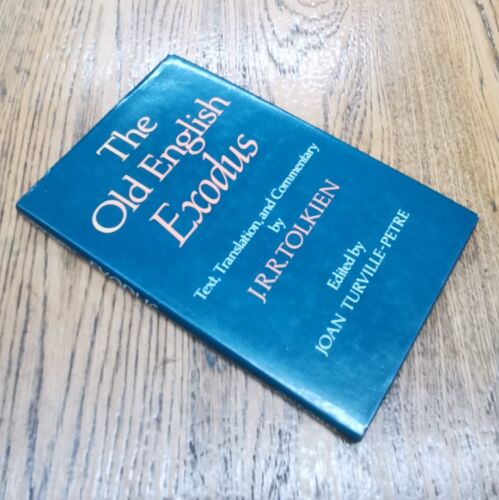 The
Old English
Exodus
Text, Translation, and Commentary
by
J.R.R.TOLKIEN
Edited by
JOAN TURVILLE-PETRE